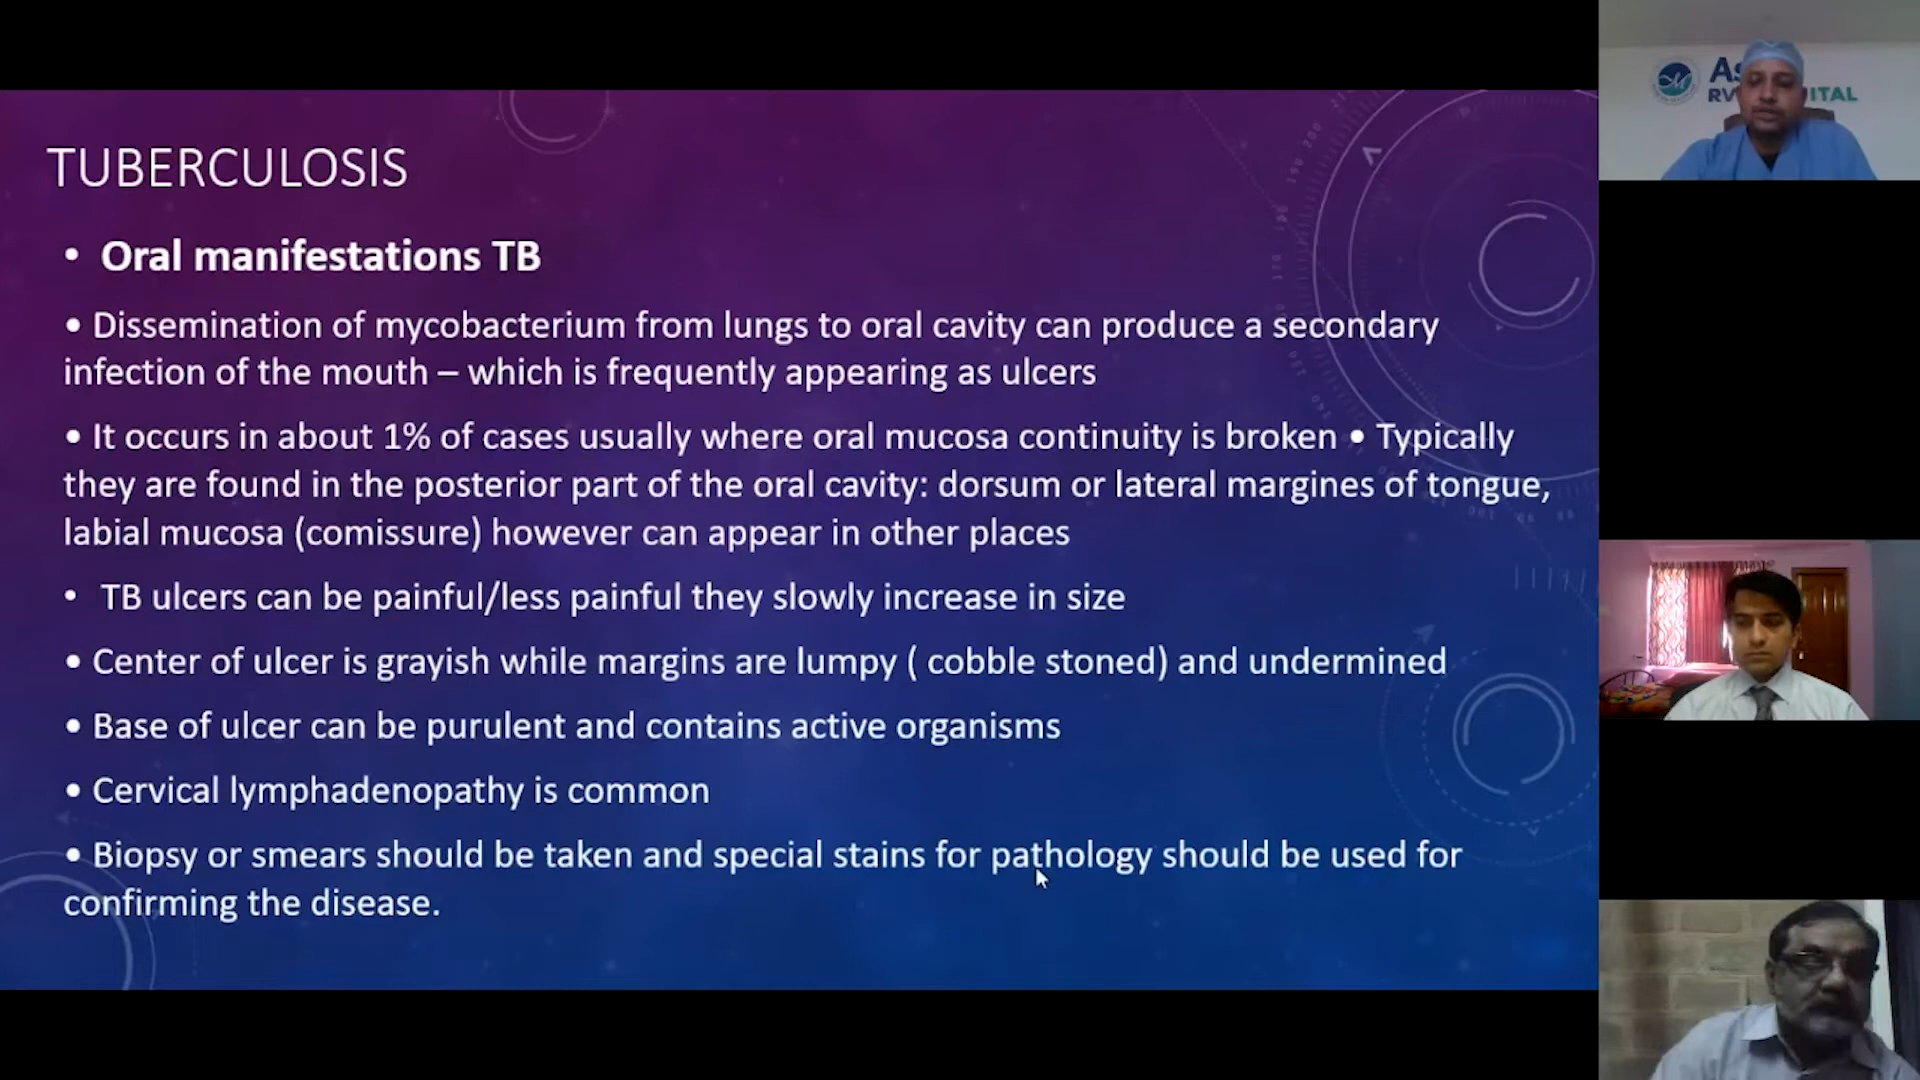 TUBERCULOSIS
• Oral manifestations TB
• Dissemination of mycobacterium from lungs to oral cavity can produce a secondary
infection of the mouth – which is frequently appearing as ulcers
• It occurs in about 1% of cases usually where oral mucosa continuity is broken • Typically
they are found in the posterior part of the oral cavity: dorsum or lateral margines of tongue,
labial mucosa (comissure) however can appear in other places
• TB ulcers can be painful/less painful they slowly increase in size
• Center of ulcer is grayish while margins are lumpy ( cobble stoned) and undermined
• Base of ulcer can be purulent and contains active organisms
• Cervical lymphadenopathy is common
• Biopsy or smears should be taken and special stains for pathology should be used for
confirming the disease.